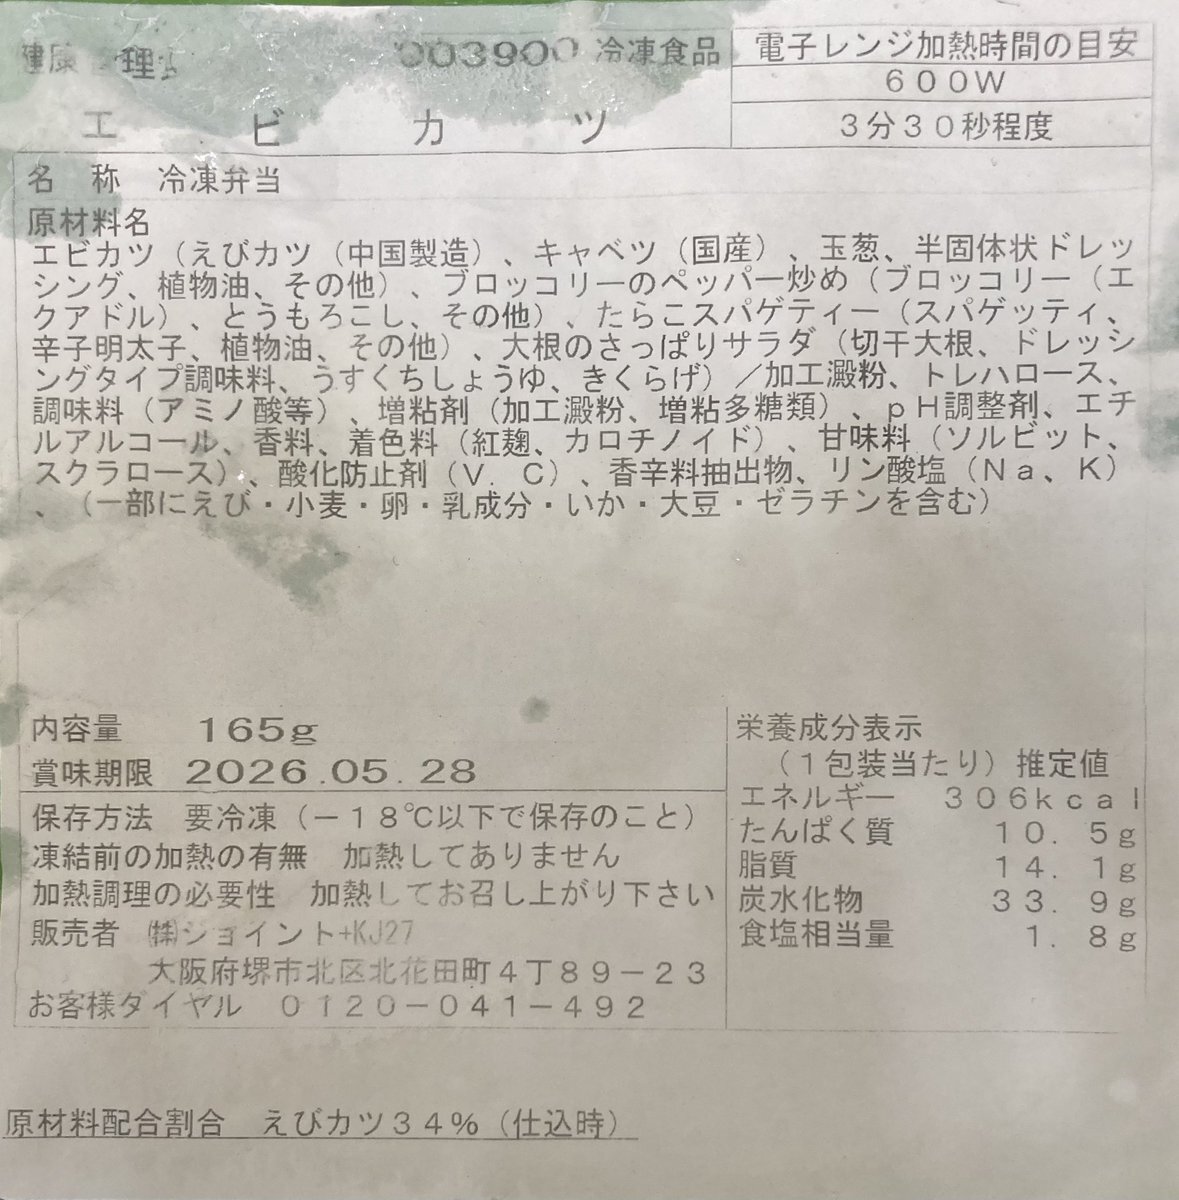 健康 理 003900 冷凍食品
電子レンジ加熱時間の目安
600W
3分30秒程度
エビカツ
名 称 冷凍弁当
原材料名
エビカツ（えびカツ（中国製造）、キャベツ（国産）、玉葱、半固体状ドレッ
シング、植物油、その他）、ブロッコリーのペッパー炒め（ブロッコリー（エ
クアドル）、とうもろこし、その他）、たらこスパゲティー（スパゲッティ、
辛子明太子、植物油、その他）、大根のさっぱりサラダ（切干大根、ドレッシ
ングタイプ調味料、うすくちしょうゆ、きくらげ）／加工澱粉、トレハロース、
調味料（アミノ酸等）、増粘剤（加工澱粉、増粘多糖類）、ｐＨ調整剤、エチ
ルアルコール、香料、着色料（紅麹、カロチノイド）、甘味料（ソルビット、
スクラロース）、酸化防止剤（Ｖ．Ｃ）、香辛料抽出物、リン酸塩（Ｎａ、Ｋ）
、（一部にえび・小麦・卵・乳成分・いか・大豆・ゼラチンを含む）
内容量 165g
賞味期限 2026.05.28
保存方法 要冷凍（－１８℃以下で保存のこと）
凍結前の加熱の有無 加熱してありません
加熱調理の必要性 加熱してお召し上がり下さい
販売者 ㈱ジョイント+KJ27
大阪府堺市北区北花田町４丁８９－２３
お客様ダイヤル ０１２０－０４１－４９２
栄養成分表示
（１包装当たり）推定値
エネルギー ３０６ｋｃａｌ
たんぱく質 １０．５ｇ
脂質 １４．１ｇ
炭水化物 ３３．９ｇ
食塩相当量 １．８ｇ
原材料配合割合 えびカツ３４％（仕込時）